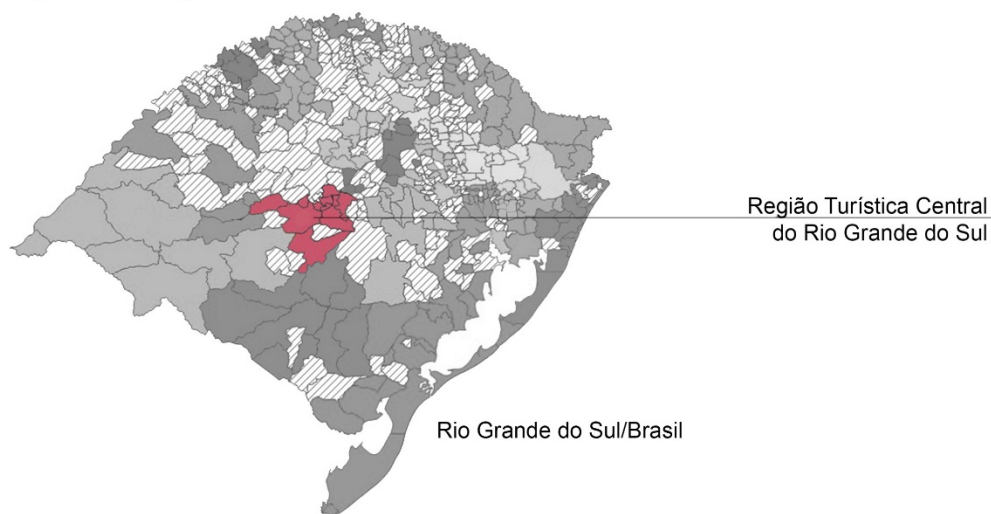 Região Turística Central
do Rio Grande do Sul
Rio Grande do Sul/Brasil